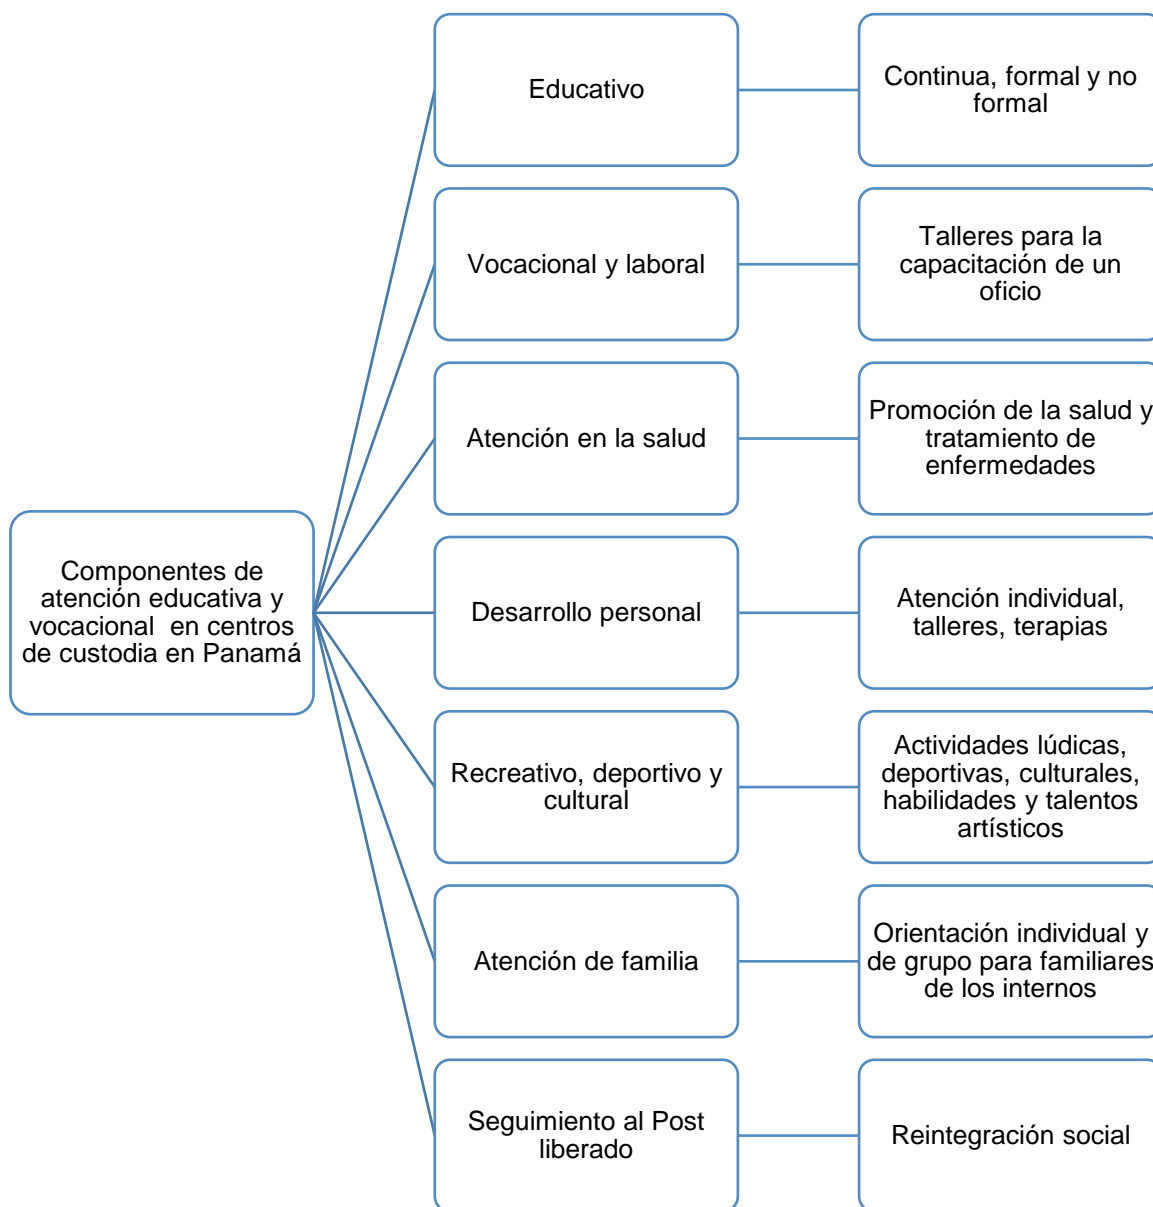 Educativo
Continua, formal y no
formal
Vocacional y laboral
Talleres para la
capacitación de un
oficio
Atención en la salud
Promoción de la salud y
tratamiento de
enfermedades
Componentes de
atención educativa y
vocacional en centros
de custodia en Panamá
Desarrollo personal
Atención individual,
talleres, terapias
Recreativo, deportivo y
cultural
Actividades lúdicas,
deportivas, culturales,
habilidades y talentos
artísticos
Atención de familia
Orientación individual y
de grupo para familiares
de los internos
Seguimiento al Post
liberado
Reintegración social